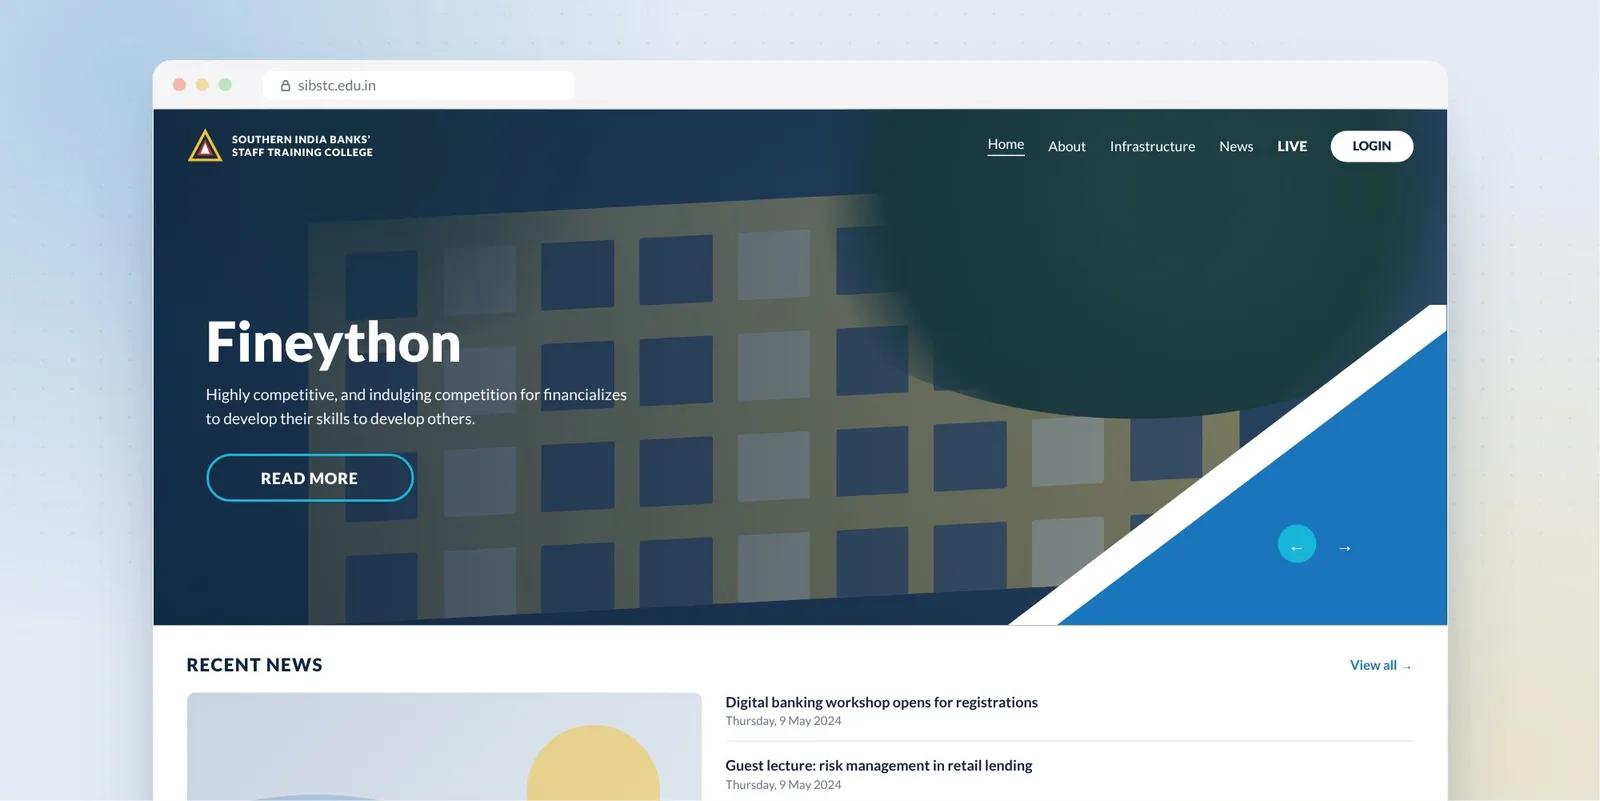 sibstc.edu.in
SOUTHERN INDIA BANKS'
STAFF TRAINING COLLEGE
Home About Infrastructure News LIVE LOGIN
Fineython
Highly competitive, and indulging competition for financializes
to develop their skills to develop others.
READ MORE
← →
RECENT NEWS
View all →
Digital banking workshop opens for registrations
Thursday, 9 May 2024
Guest lecture: risk management in retail lending
Thursday, 9 May 2024